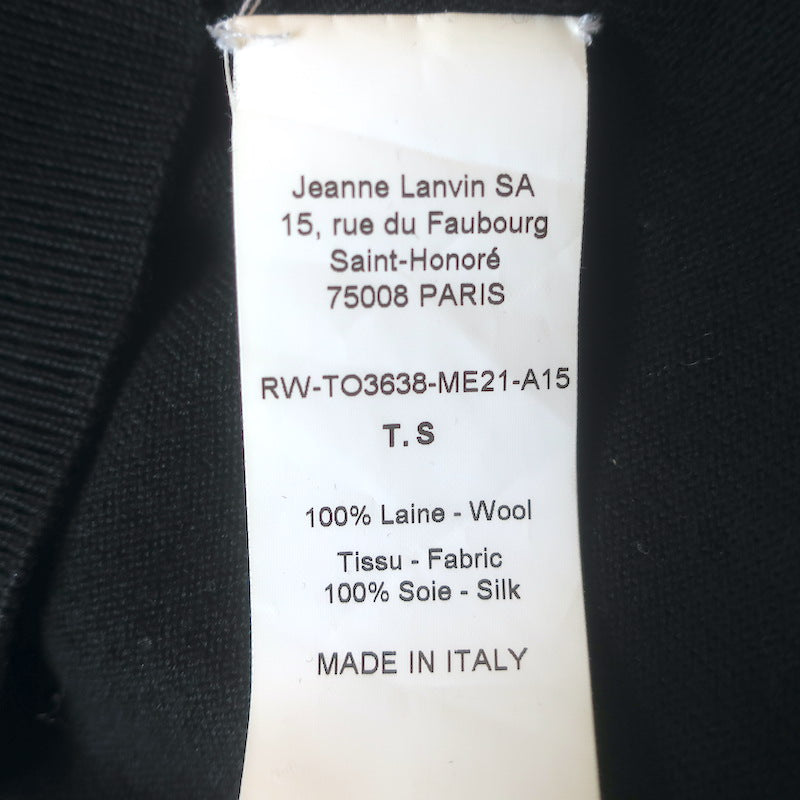 Jeanne Lanvin SA
15, rue du Faubourg
Saint-Honoré
75008 PARIS
RW-TO3638-ME21-A15
T. S
100% Laine - Wool
Tissu - Fabric
100% Soie - Silk
MADE IN ITALY